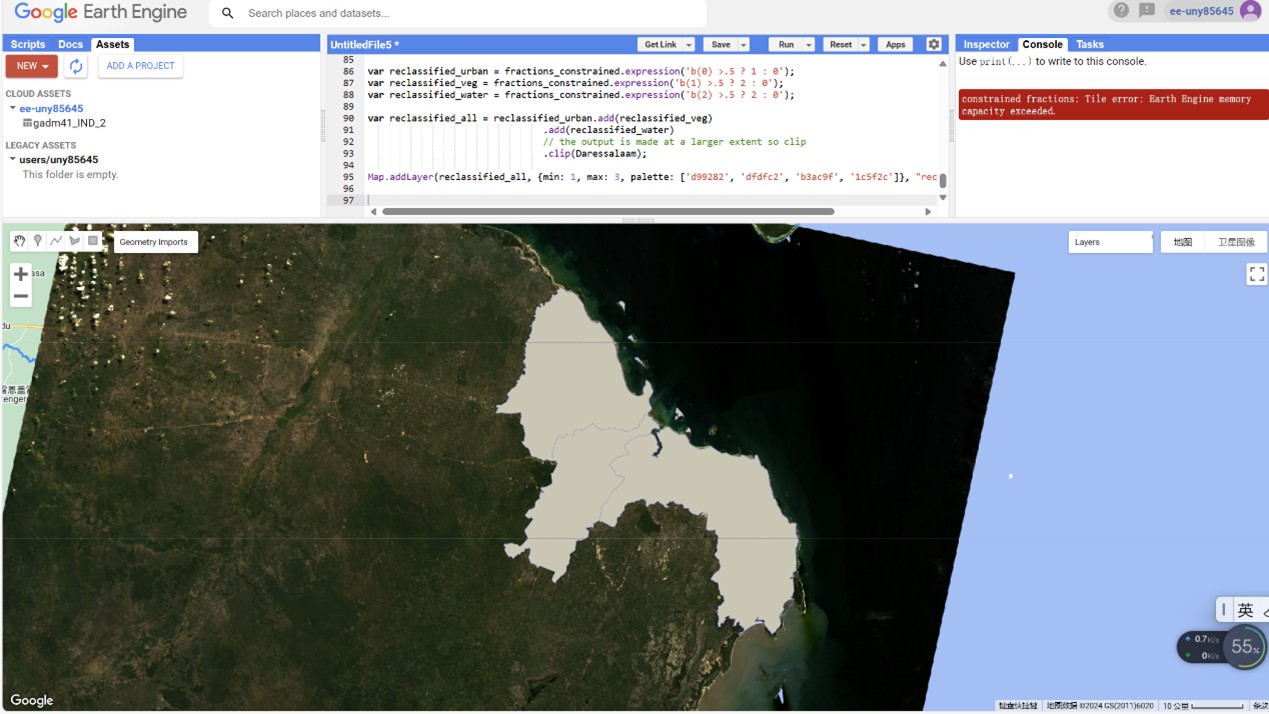 Google Earth Engine
Search places and datasets...
ee-uny85645
Scripts Docs Assets
NEW
ADD A PROJECT
CLOUD ASSETS
ee-uny85645
gadm41_IND_2
LEGACY ASSETS
users/uny85645
This folder is empty.
UntitledFile5 *
Get Link Save Run Reset Apps
85
86 var reclassified_urban = fractions_constrained.expression('b(0) >.5 ? 1 : 0');
87 var reclassified_veg = fractions_constrained.expression('b(1) >.5 ? 2 : 0');
88 var reclassified_water = fractions_constrained.expression('b(2) >.5 ? 2 : 0');
89
90 var reclassified_all = reclassified_urban.add(reclassified_veg)
91 .add(reclassified_water)
92 // the output is made at a larger extent so clip
93 .clip(Daressalaam);
94
95 Map.addLayer(reclassified_all, {min: 1, max: 3, palette: ['d99282', 'dfdfc2', 'b3ac9f', '1c5f2c']}, "rec
96
97
Inspector Console Tasks
Use print(...) to write to this console.
constrained fractions: Tile error: Earth Engine memory
capacity exceeded.
Geometry Imports
Layers
地图 卫星图像
asa
du
enger
英
0.7K/s
0K/s
55%
Google
键盘快捷键 地图数据 ©2024 GS(2011)6020 10 公里 条款